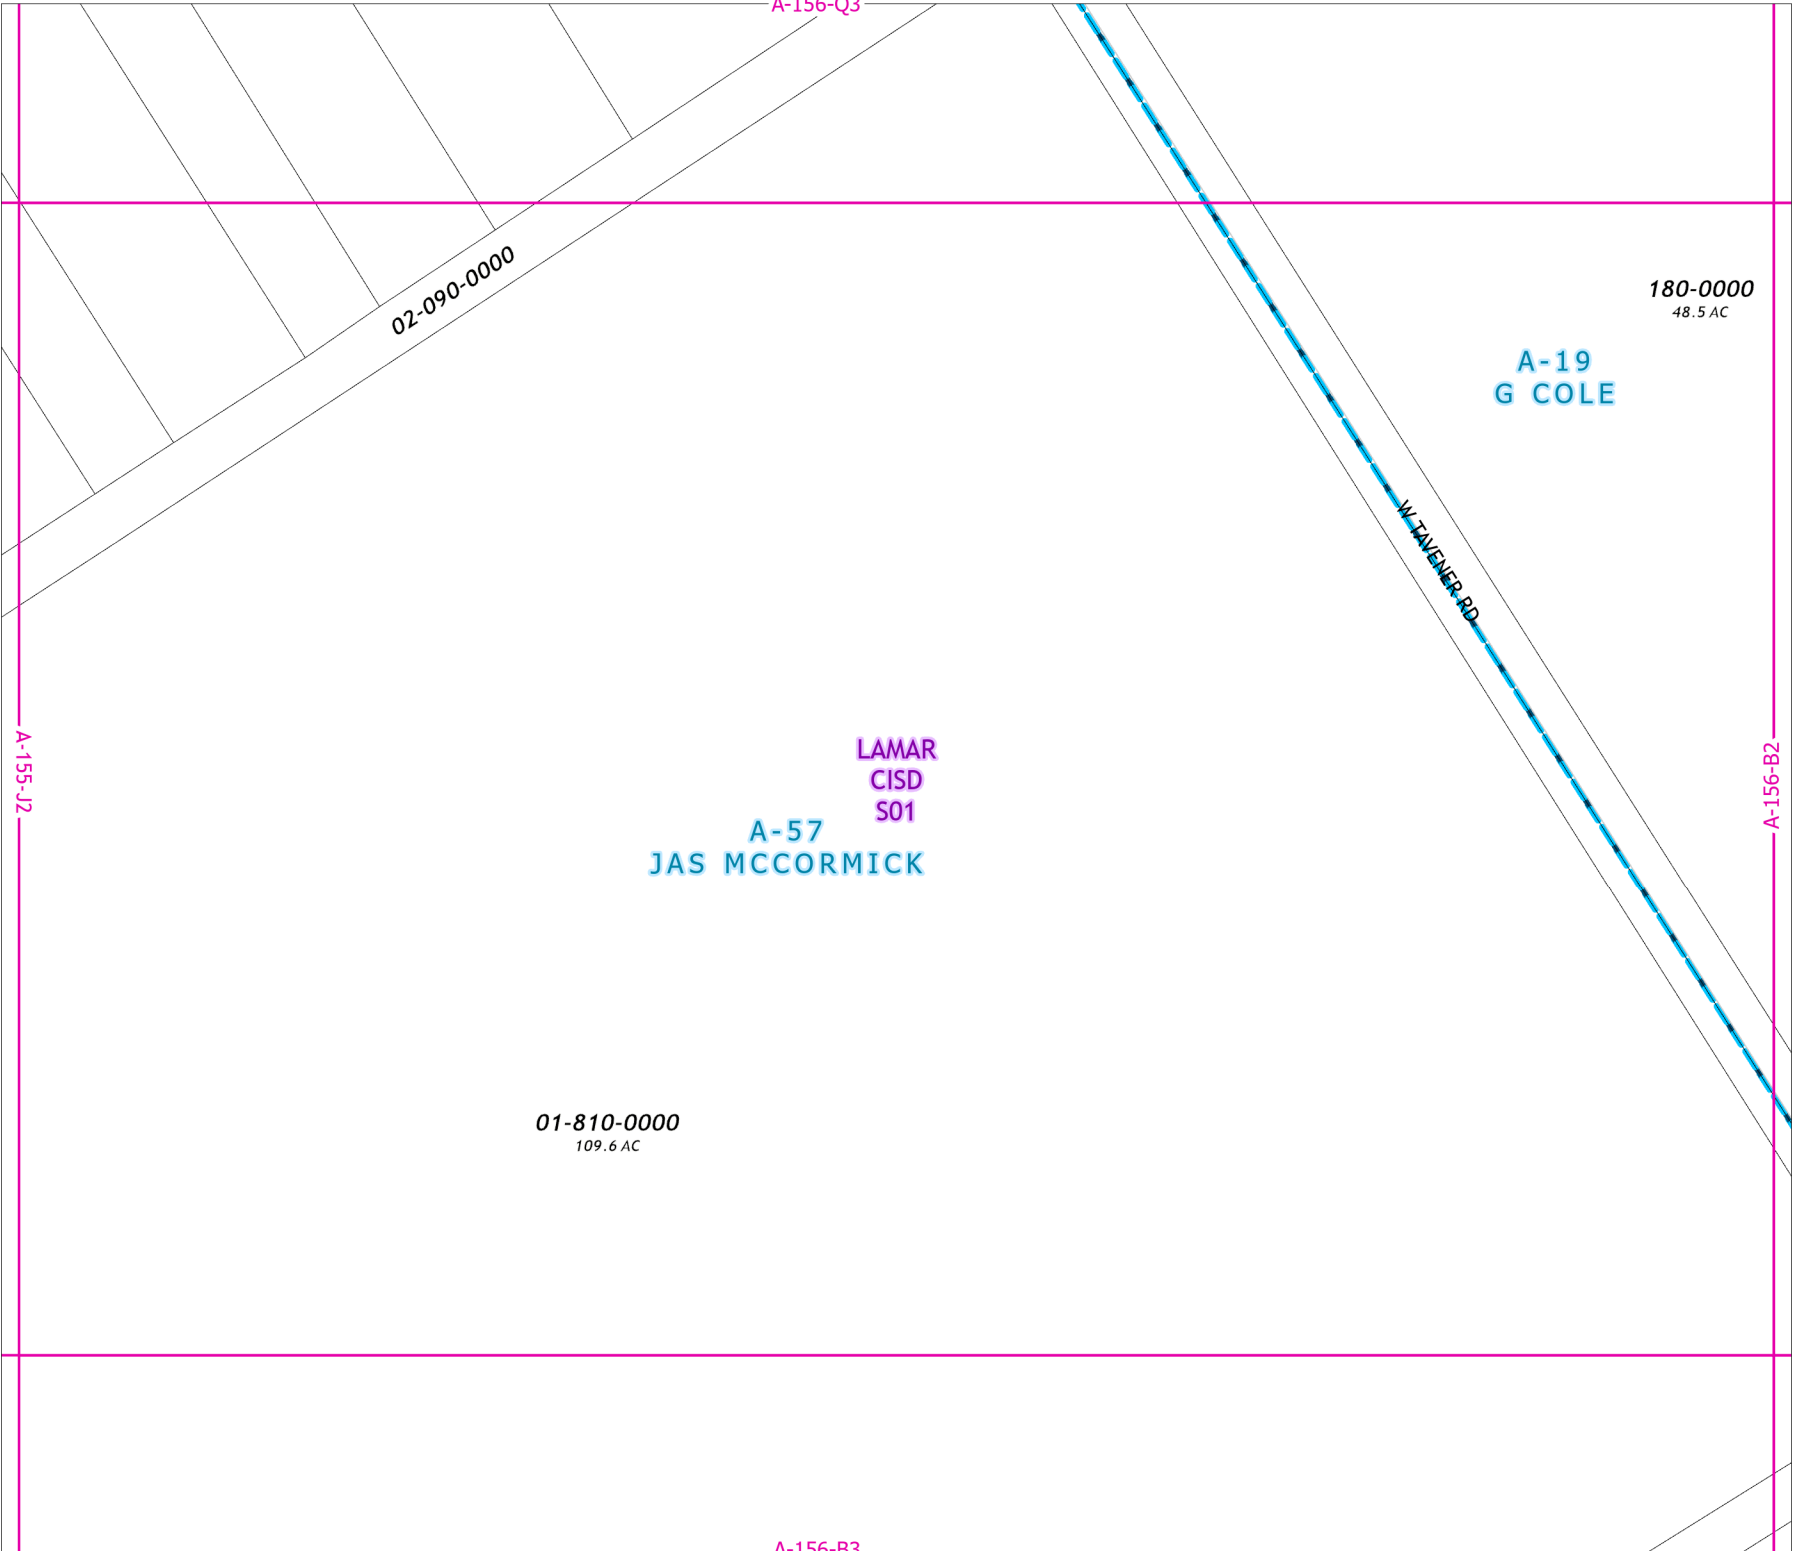 A-156-Q3
02-090-0000
180-0000
48.5 AC
A-19
G COLE
W TAVENER RD
A-155-J2
LAMAR
CISD
S01
A-156-B2
A-57
JAS MCCORMICK
01-810-0000
109.6 AC
A-156-B3